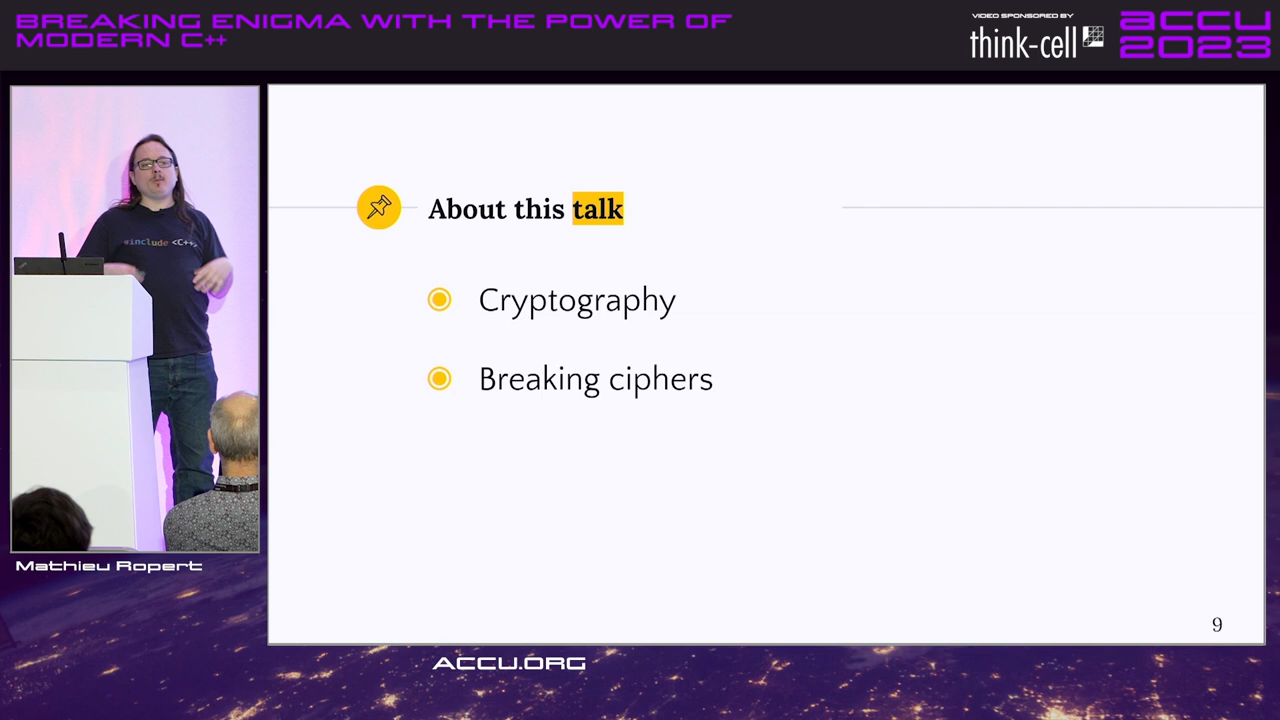 BREAKING ENIGMA WITH THE POWER OF
MODERN C++
VIDEO SPONSORED BY
think-cell
ACCU
2023
#include <C++>
About this talk
Cryptography
Breaking ciphers
9
Mathieu Ropert
ACCU.ORG